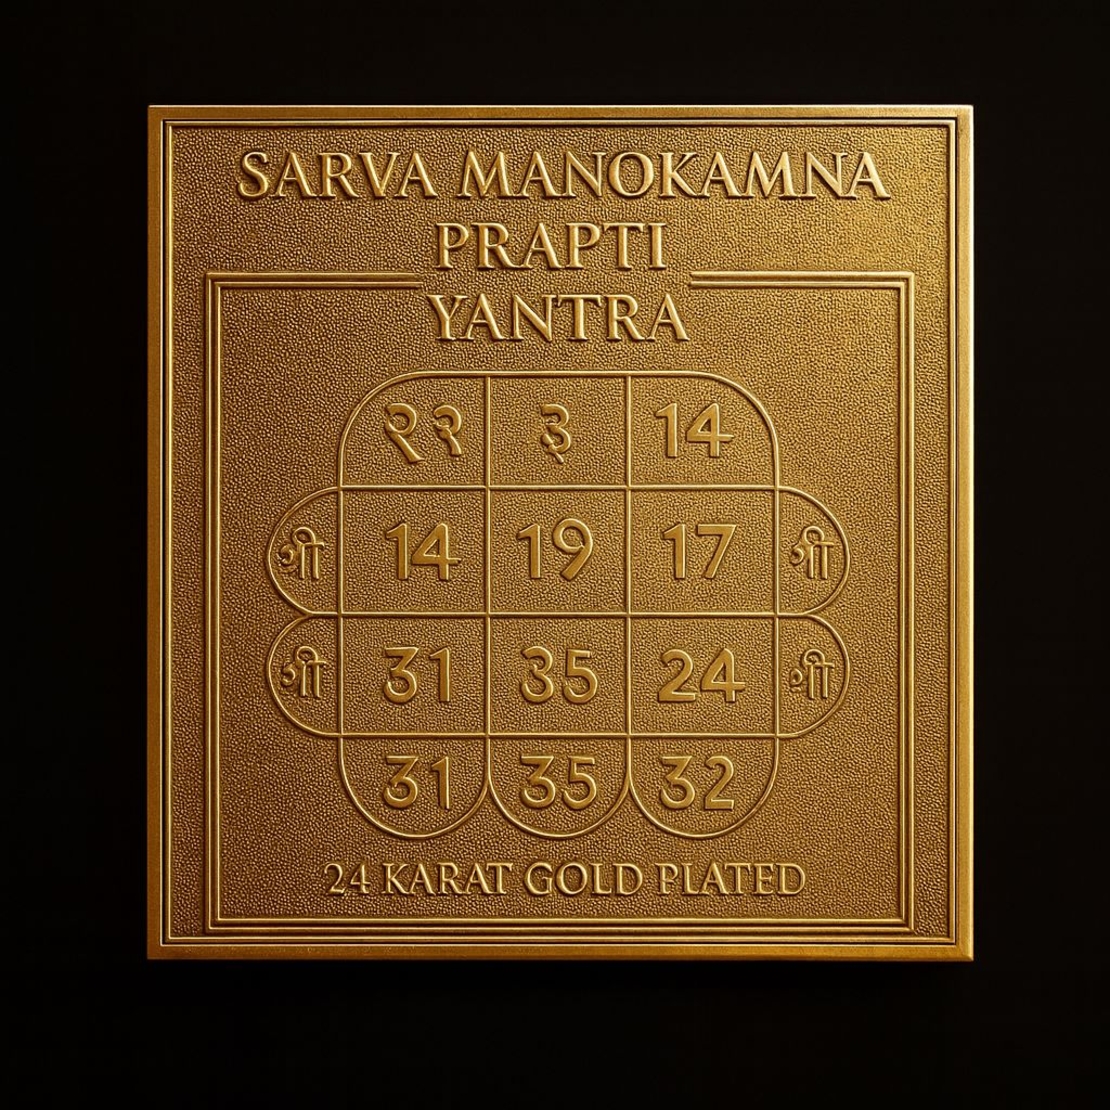 SARVA MANOKAMNA
PRAPTI
YANTRA
२२ ३ 14
श्री 14 19 17 श्री
श्री 31 35 24 श्री
31 35 32
24 KARAT GOLD PLATED